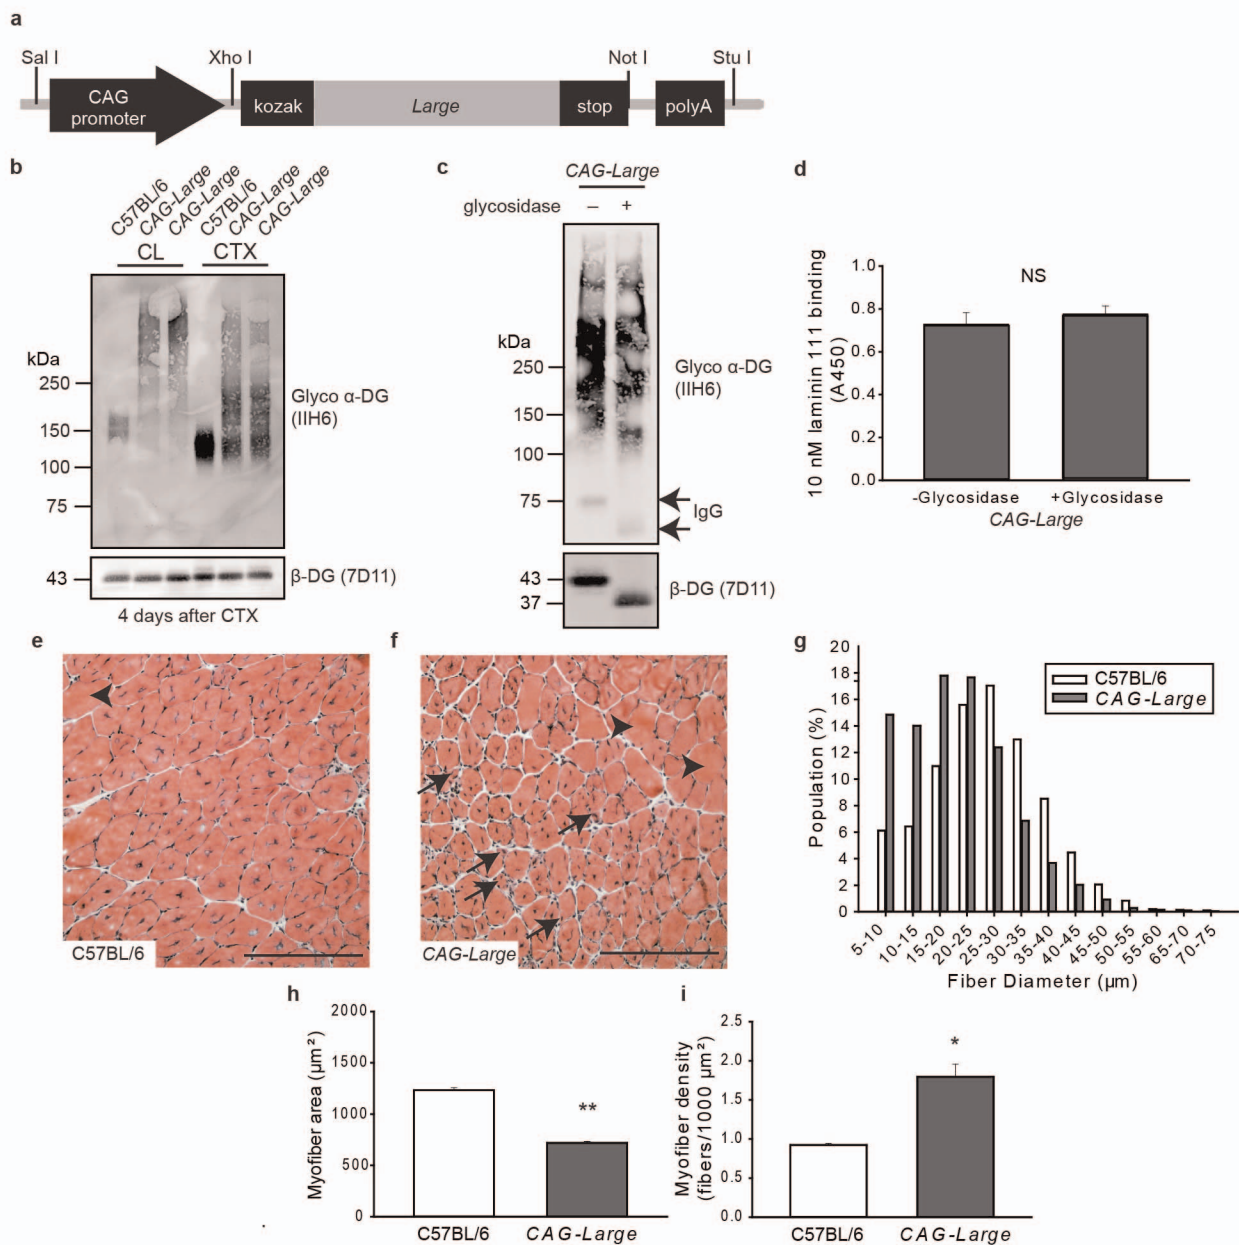 a
Sal I
Xho I
Not I
Stu I
CAG
promoter
kozak
Large
stop
polyA
b
C57BL/6
CAG-Large
CAG-Large
C57BL/6
CAG-Large
CAG-Large
CL
CTX
kDa
250
150
100
75
Glyco α-DG
(IIH6)
43
β-DG (7D11)
4 days after CTX
c
CAG-Large
glycosidase – +
kDa
250
150
100
75
Glyco α-DG
(IIH6)
IgG
43
37
β-DG (7D11)
d
10 nM laminin 111 binding
(A450)
1.0
0.8
0.6
0.4
0.2
0.0
NS
-Glycosidase
+Glycosidase
CAG-Large
e
C57BL/6
f
CAG-Large
g
Population (%)
20
18
16
14
12
10
8
6
4
2
0
C57BL/6
CAG-Large
5-10
10-15
15-20
20-25
25-30
30-35
35-40
40-45
45-50
50-55
55-60
65-70
70-75
Fiber Diameter (µm)
h
Myofiber area (µm²)
2000
1500
1000
500
0
**
C57BL/6
CAG-Large
i
Myofiber density
(fibers/1000 µm²)
2.5
2.0
1.5
1.0
0.5
0.0
*
C57BL/6
CAG-Large